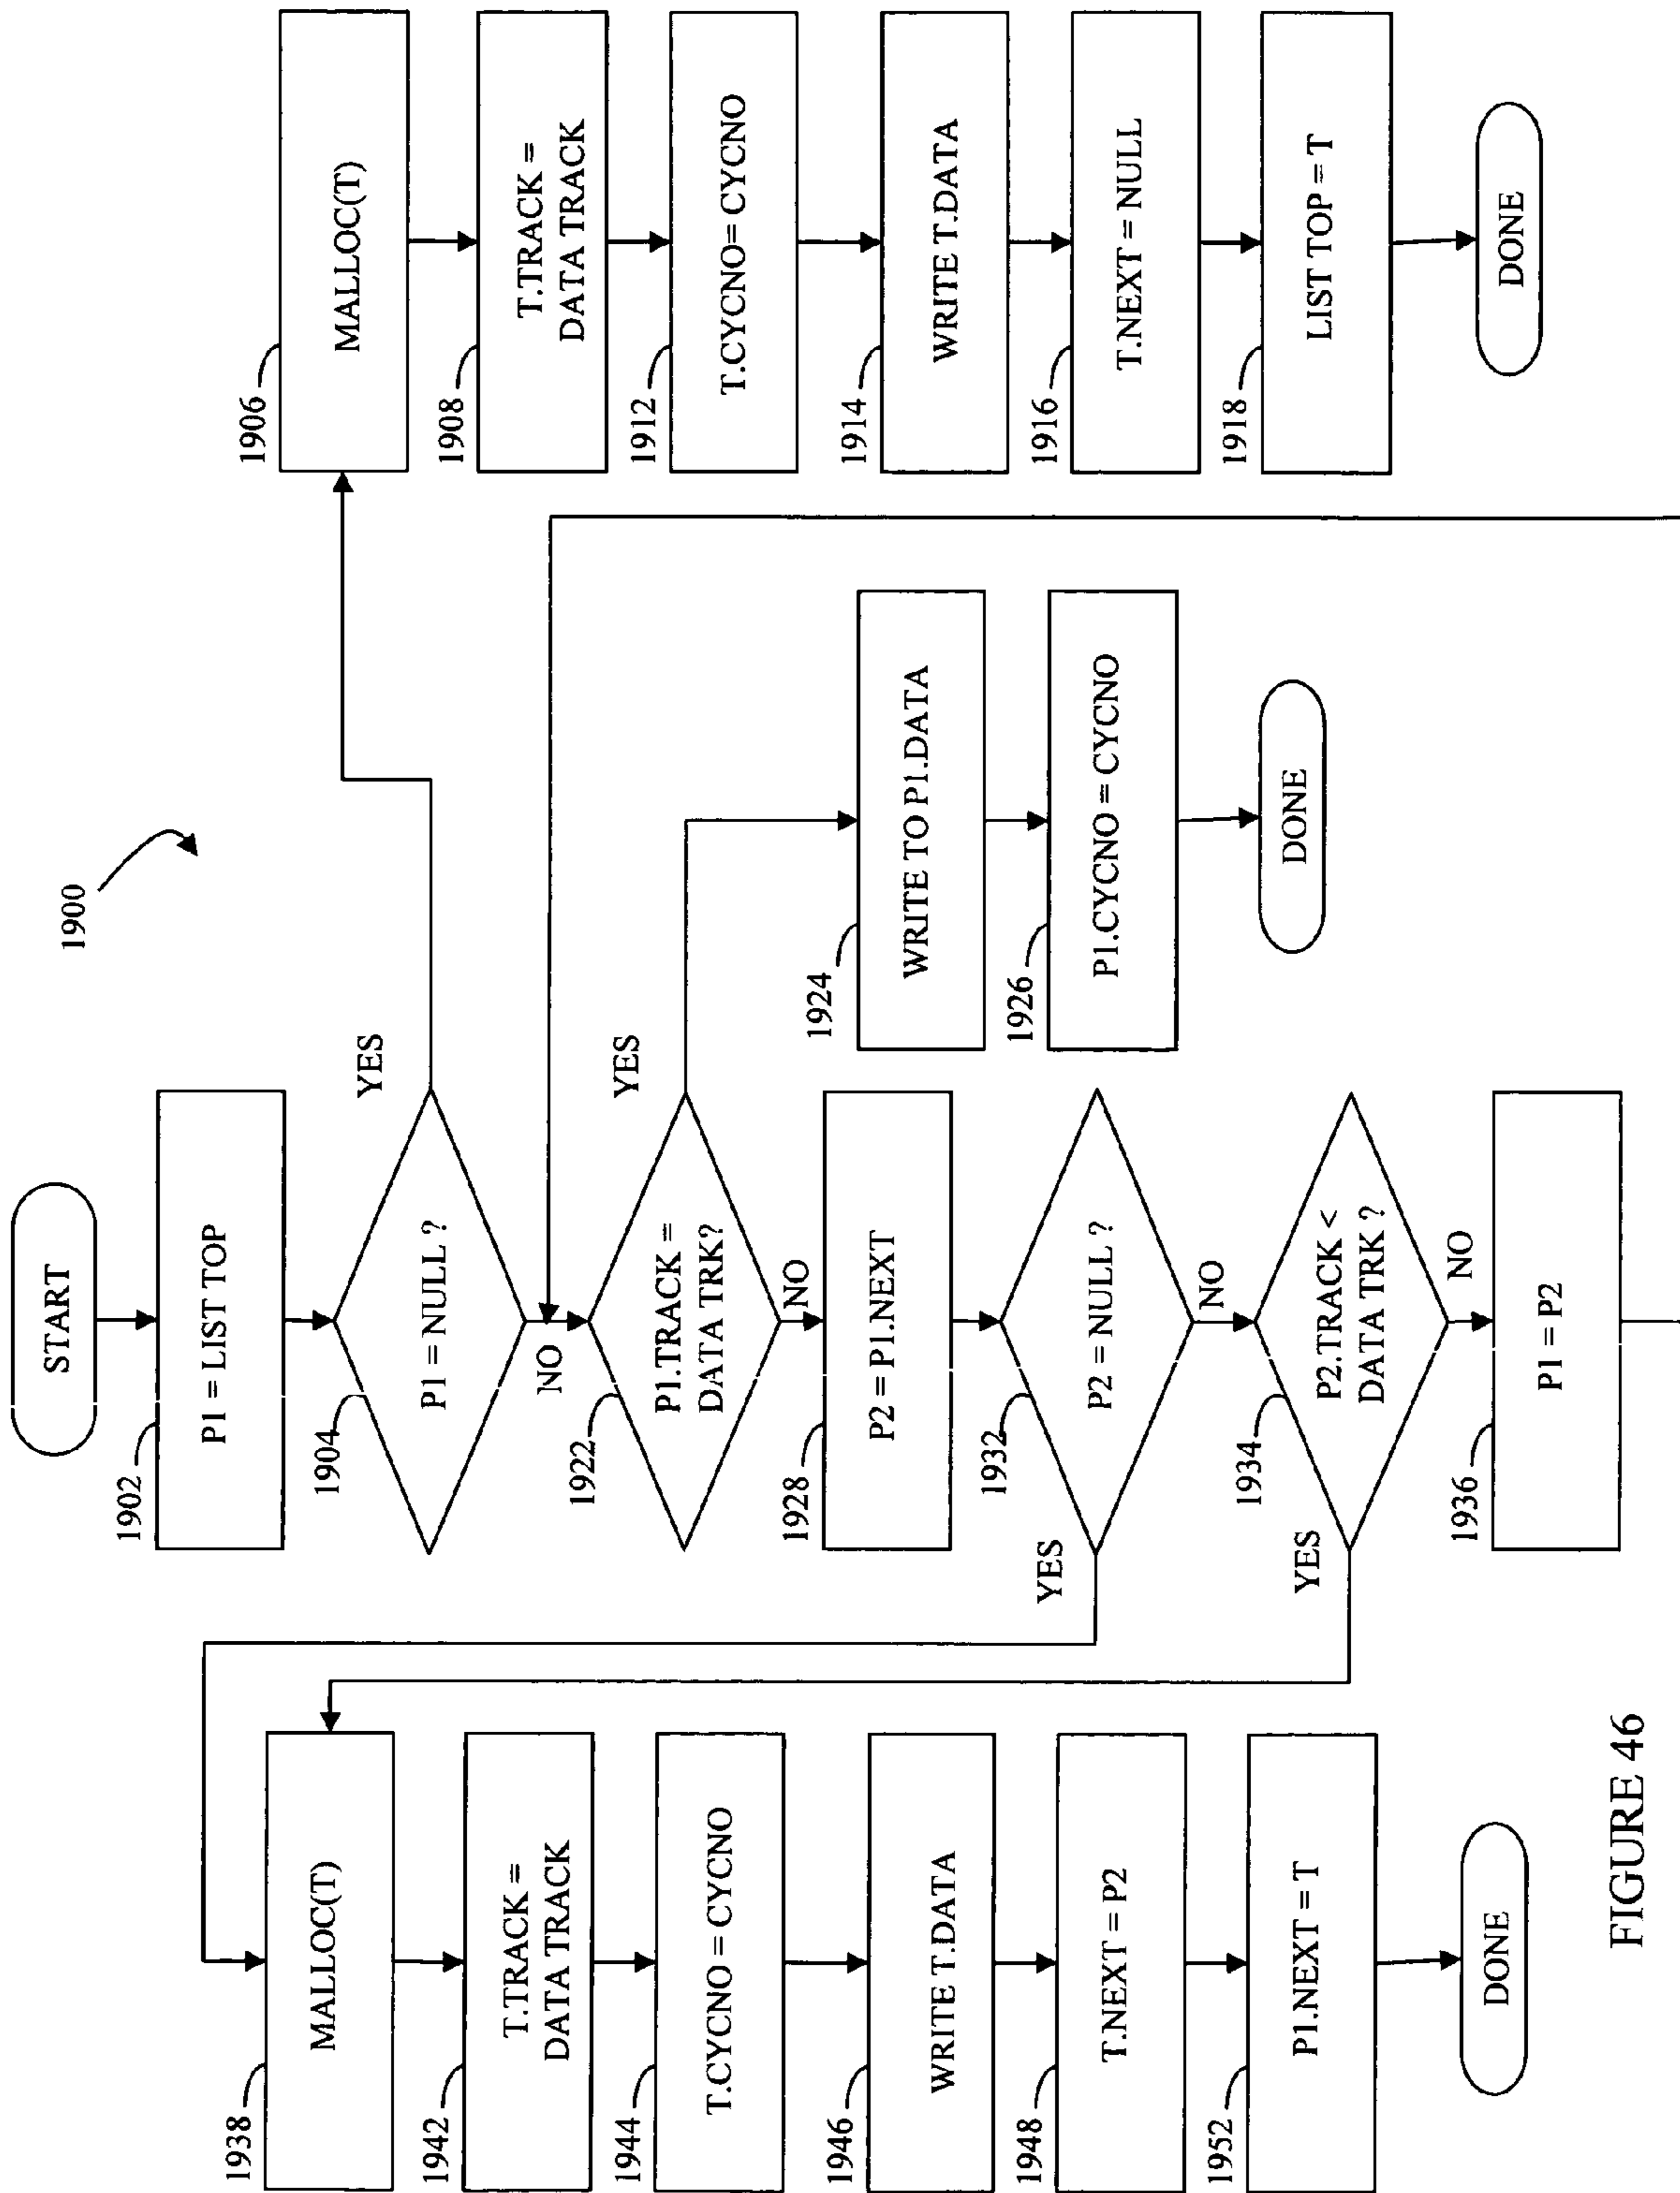 1900
START
1902
P1 = LIST TOP
1904
P1 = NULL ?
YES
NO
1906
MALLOC(T)
1908
T.TRACK =
DATA TRACK
1912
T.CYCNO= CYCNO
1914
WRITE T.DATA
1916
T.NEXT = NULL
1918
LIST TOP = T
DONE
1922
P1.TRACK =
DATA TRK?
YES
NO
1924
WRITE TO P1.DATA
1926
P1.CYCNO = CYCNO
DONE
1928
P2 = P1.NEXT
1932
P2 = NULL ?
YES
NO
1934
P2.TRACK <
DATA TRK ?
YES
NO
1936
P1 = P2
1938
MALLOC(T)
1942
T.TRACK =
DATA TRACK
1944
T.CYCNO = CYCNO
1946
WRITE T.DATA
1948
T.NEXT = P2
1952
P1.NEXT = T
DONE
FIGURE 46